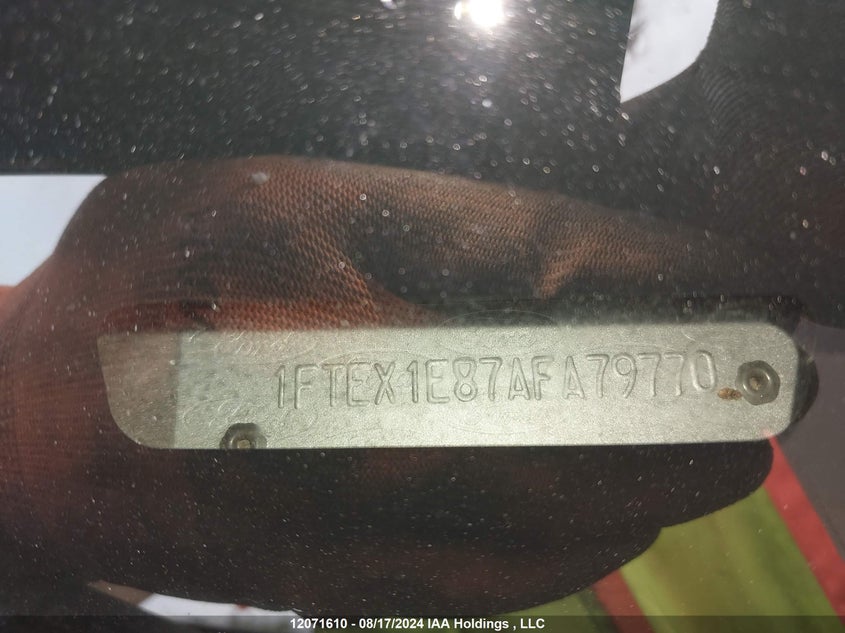 1FTEX1E87AFA79770
12071610 - 08/17/2024 IAA Holdings , LLC